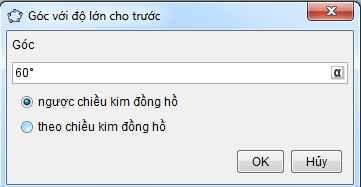 Góc với độ lớn cho trước
Góc
60°
α
ngược chiều kim đồng hồ
theo chiều kim đồng hồ
OK Hủy